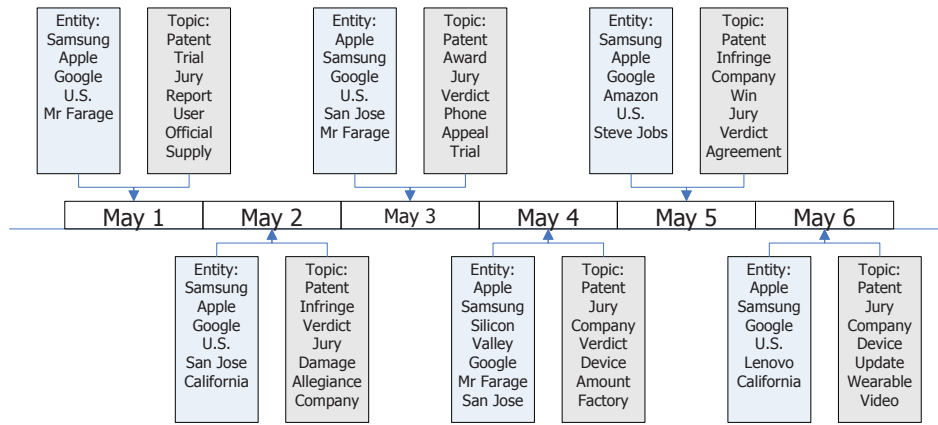 Entity:
Samsung
Apple
Google
U.S.
Mr Farage
Topic:
Patent
Trial
Jury
Report
User
Official
Supply
Entity:
Apple
Samsung
Google
U.S.
San Jose
Mr Farage
Topic:
Patent
Award
Jury
Verdict
Phone
Appeal
Trial
Entity:
Samsung
Apple
Google
Amazon
U.S.
Steve Jobs
Topic:
Patent
Infringe
Company
Win
Jury
Verdict
Agreement
May 1
May 2
May 3
May 4
May 5
May 6
Entity:
Samsung
Apple
Google
U.S.
San Jose
California
Topic:
Patent
Infringe
Verdict
Jury
Damage
Allegiance
Company
Entity:
Apple
Samsung
Silicon
Valley
Google
Mr Farage
San Jose
Topic:
Patent
Jury
Company
Verdict
Device
Amount
Factory
Entity:
Apple
Samsung
Google
U.S.
Lenovo
California
Topic:
Patent
Jury
Company
Device
Update
Wearable
Video